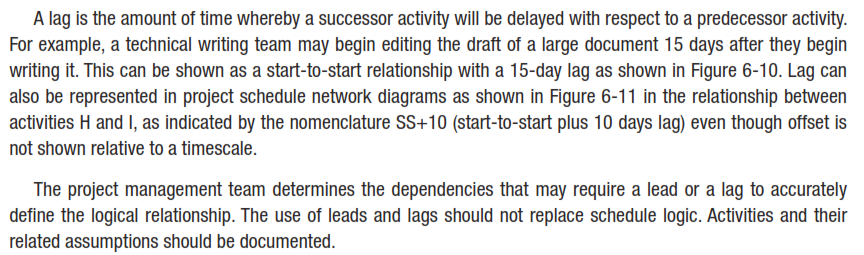 A lag is the amount of time whereby a successor activity will be delayed with respect to a predecessor activity.
For example, a technical writing team may begin editing the draft of a large document 15 days after they begin
writing it. This can be shown as a start-to-start relationship with a 15-day lag as shown in Figure 6-10. Lag can
also be represented in project schedule network diagrams as shown in Figure 6-11 in the relationship between
activities H and I, as indicated by the nomenclature SS+10 (start-to-start plus 10 days lag) even though offset is
not shown relative to a timescale.
The project management team determines the dependencies that may require a lead or a lag to accurately
define the logical relationship. The use of leads and lags should not replace schedule logic. Activities and their
related assumptions should be documented.